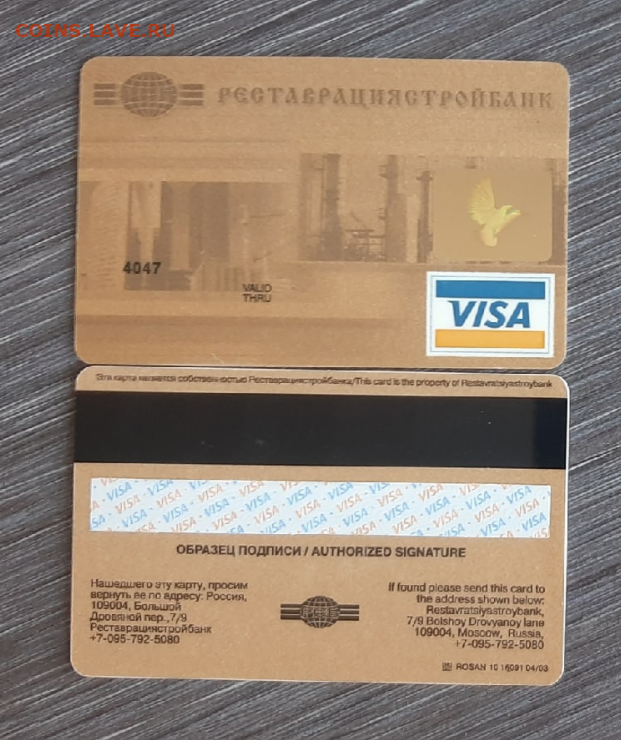 COINS.LAVE.RU
РЕСТАВРАЦИЯСТРОЙБАНК
4047
VALID
THRU
VISA
Эта карта является собственностью Реставрациястройбанка/This card is the property of Restavratsiyastroybank
ОБРАЗЕЦ ПОДПИСИ / AUTHORIZED SIGNATURE
Нашедшего эту карту, просим
вернуть ее по адресу: Россия,
109004, Большой
Дровяной пер.,7/9
Реставрациястройбанк
+7-095-792-5080
If found please send this card to
the address shown below:
Restavratsiyastroybank,
7/9 Bolshoy Drovyanoy lane
109004, Moscow, Russia,
+7-095-792-5080
ROSAN 10 16091 04/03